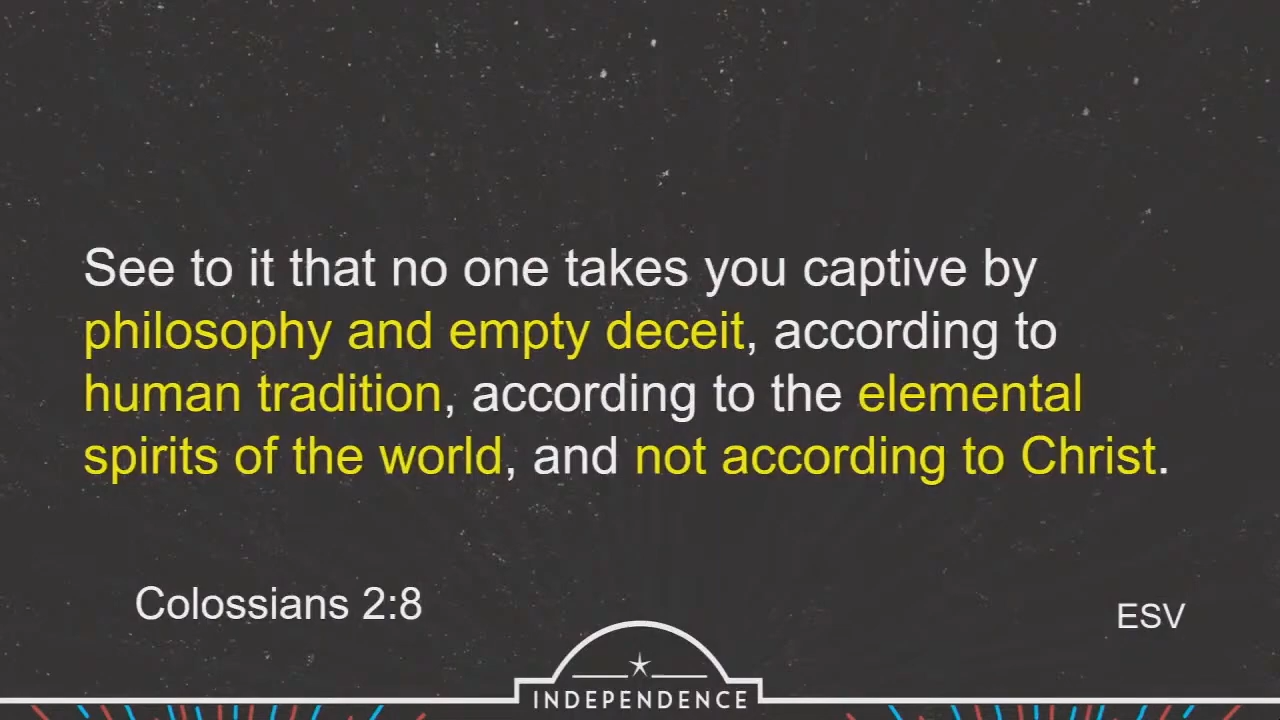 See to it that no one takes you captive by
philosophy and empty deceit, according to
human tradition, according to the elemental
spirits of the world, and not according to Christ.
Colossians 2:8
ESV
INDEPENDENCE